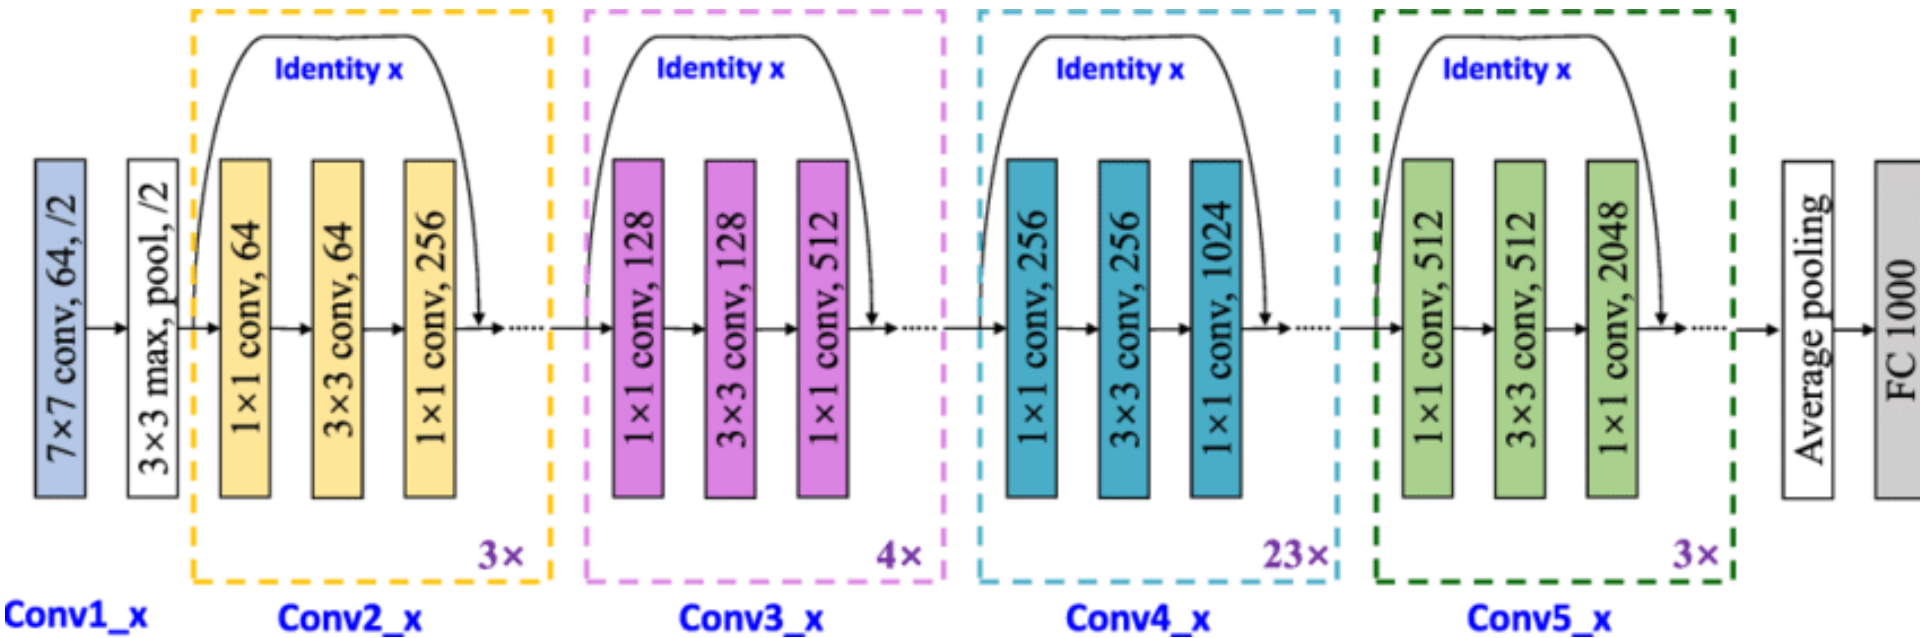 7×7 conv, 64, /2
3×3 max, pool, /2
Identity x
1×1 conv, 64
3×3 conv, 64
1×1 conv, 256
3×
Identity x
1×1 conv, 128
3×3 conv, 128
1×1 conv, 512
4×
Identity x
1×1 conv, 256
3×3 conv, 256
1×1 conv, 1024
23×
Identity x
1×1 conv, 512
3×3 conv, 512
1×1 conv, 2048
3×
Average pooling
FC 1000
Conv1_x
Conv2_x
Conv3_x
Conv4_x
Conv5_x